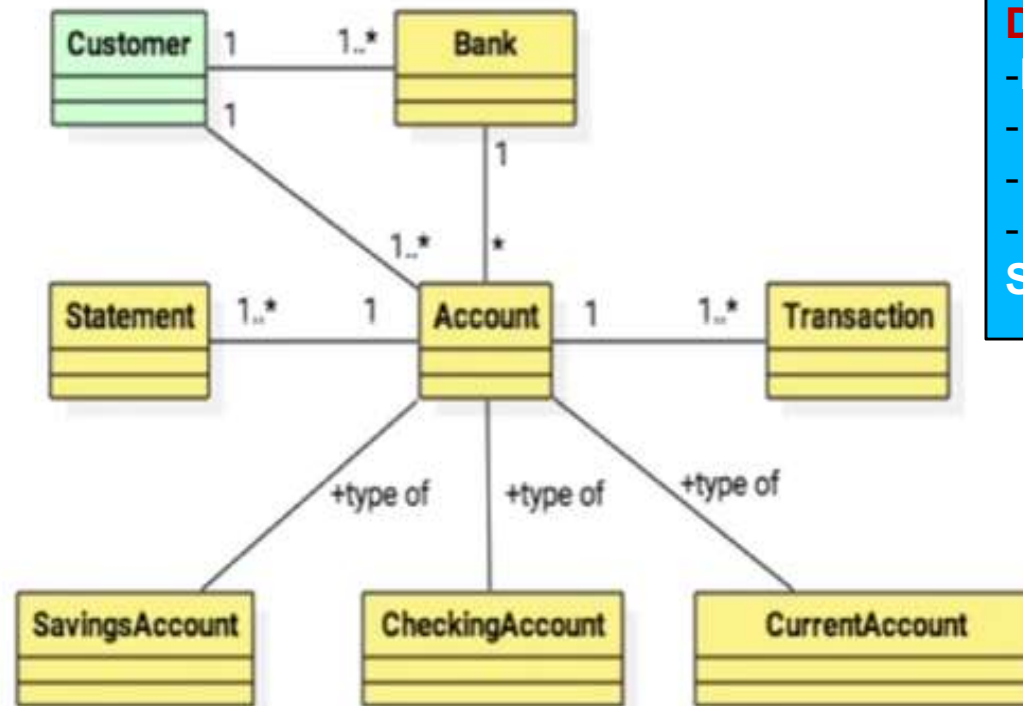 Customer 1 1..* Bank
1 1
1..* *
Statement 1..* 1 Account 1 1..* Transaction
+type of +type of +type of
SavingsAccount CheckingAccount CurrentAccount